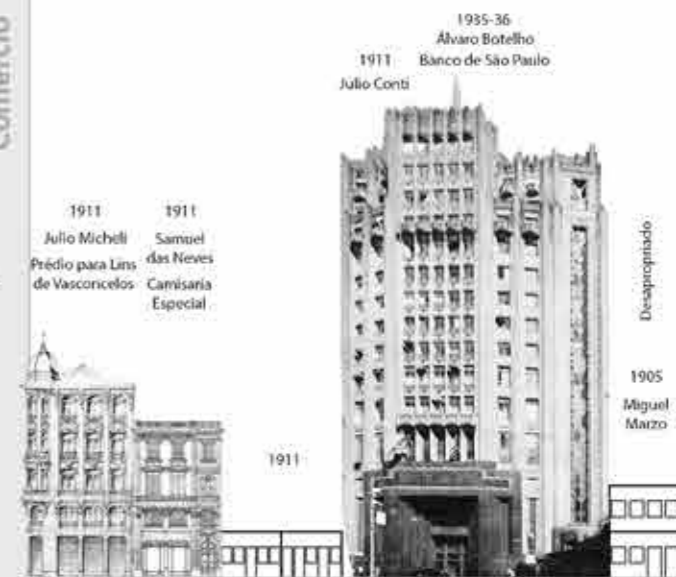 Comércio
1911
Julio Micheli
Prédio para Lins
de Vasconcelos
1911
Samuel
das Neves
Camisaria
Especial
1911
1911
Julio Conti
1935-36
Álvaro Botelho
Banco de São Paulo
Desapropriado
1905
Miguel
Marzo